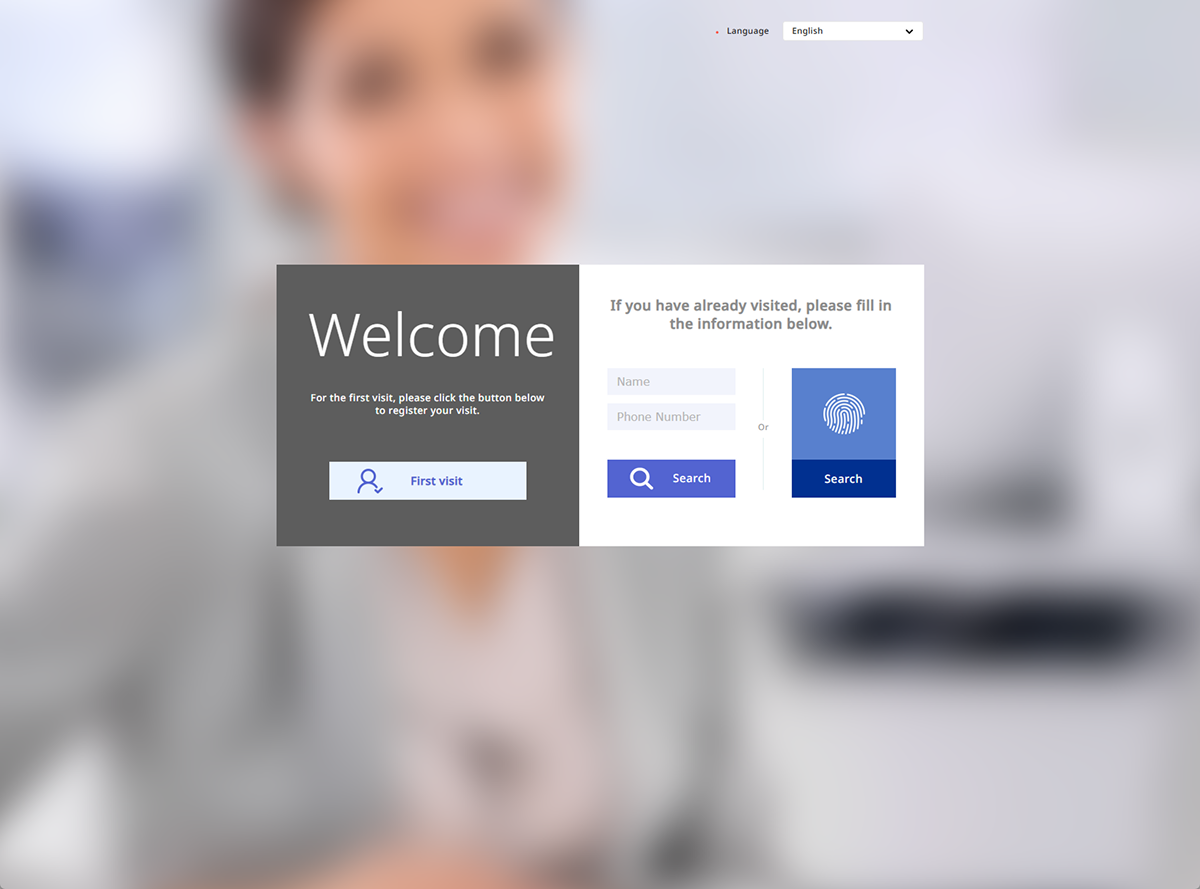 Language English
Welcome
For the first visit, please click the button below
to register your visit.
First visit
If you have already visited, please fill in
the information below.
Name
Phone Number
Search
Or
Search